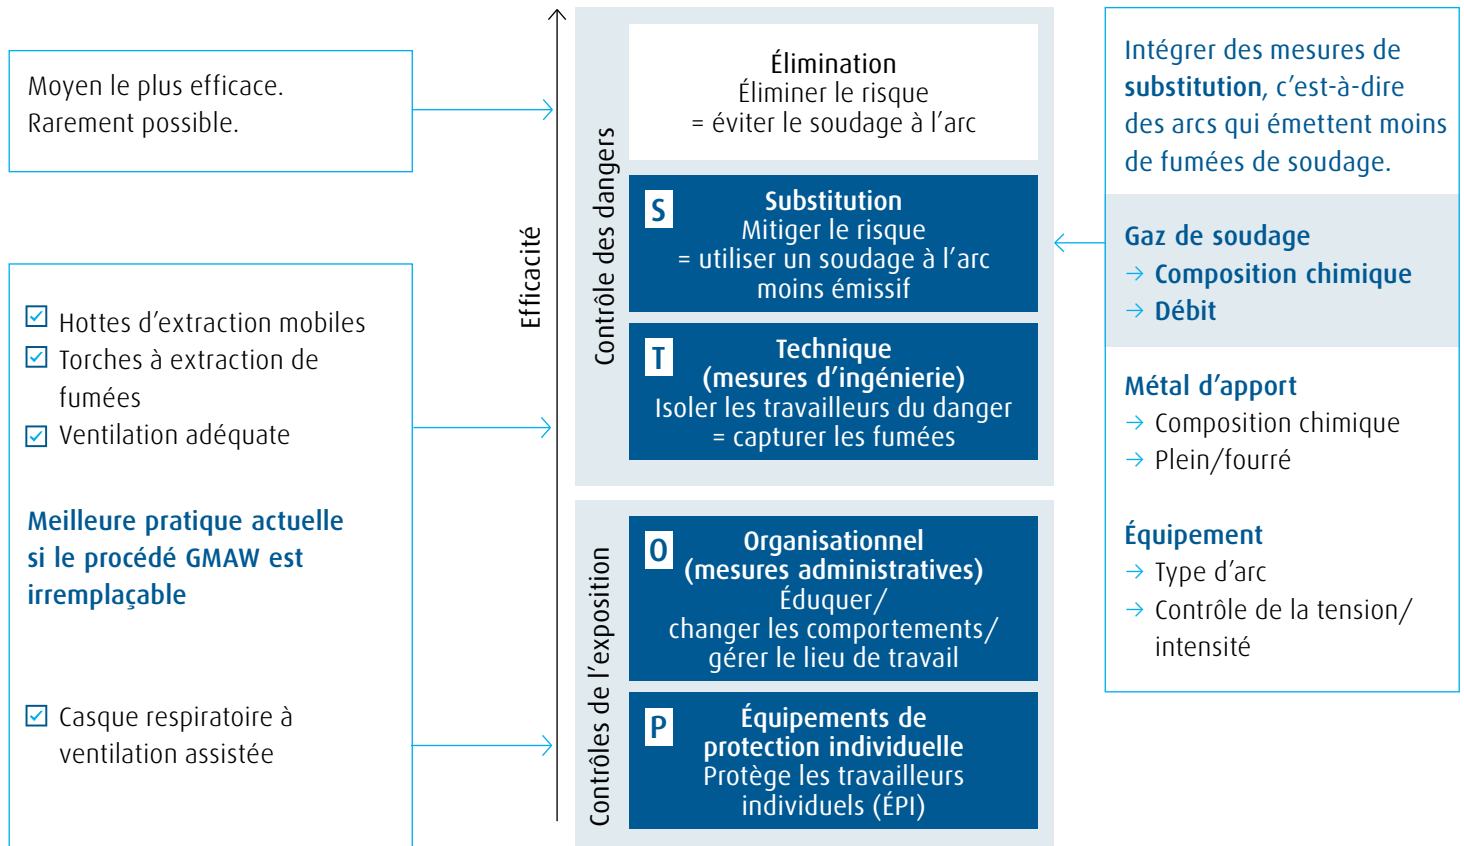 Moyen le plus efficace.
Rarement possible.
Hottes d'extraction mobiles
Torches à extraction de
fumées
Ventilation adéquate
Meilleure pratique actuelle
si le procédé GMAW est
irremplaçable
Casque respiratoire à
ventilation assistée
Efficacité
Contrôle des dangers
Élimination
Éliminer le risque
= éviter le soudage à l'arc
S
Substitution
Mitiger le risque
= utiliser un soudage à l'arc
moins émissif
T
Technique
(mesures d'ingénierie)
Isoler les travailleurs du danger
= capturer les fumées
Contrôles de l'exposition
O
Organisationnel
(mesures administratives)
Éduquer/
changer les comportements/
gérer le lieu de travail
P
Équipements de
protection individuelle
Protège les travailleurs
individuels (ÉPI)
Intégrer des mesures de
substitution, c'est-à-dire
des arcs qui émettent moins
de fumées de soudage.
Gaz de soudage
→ Composition chimique
→ Débit
Métal d'apport
→ Composition chimique
→ Plein/fourré
Équipement
→ Type d'arc
→ Contrôle de la tension/
intensité